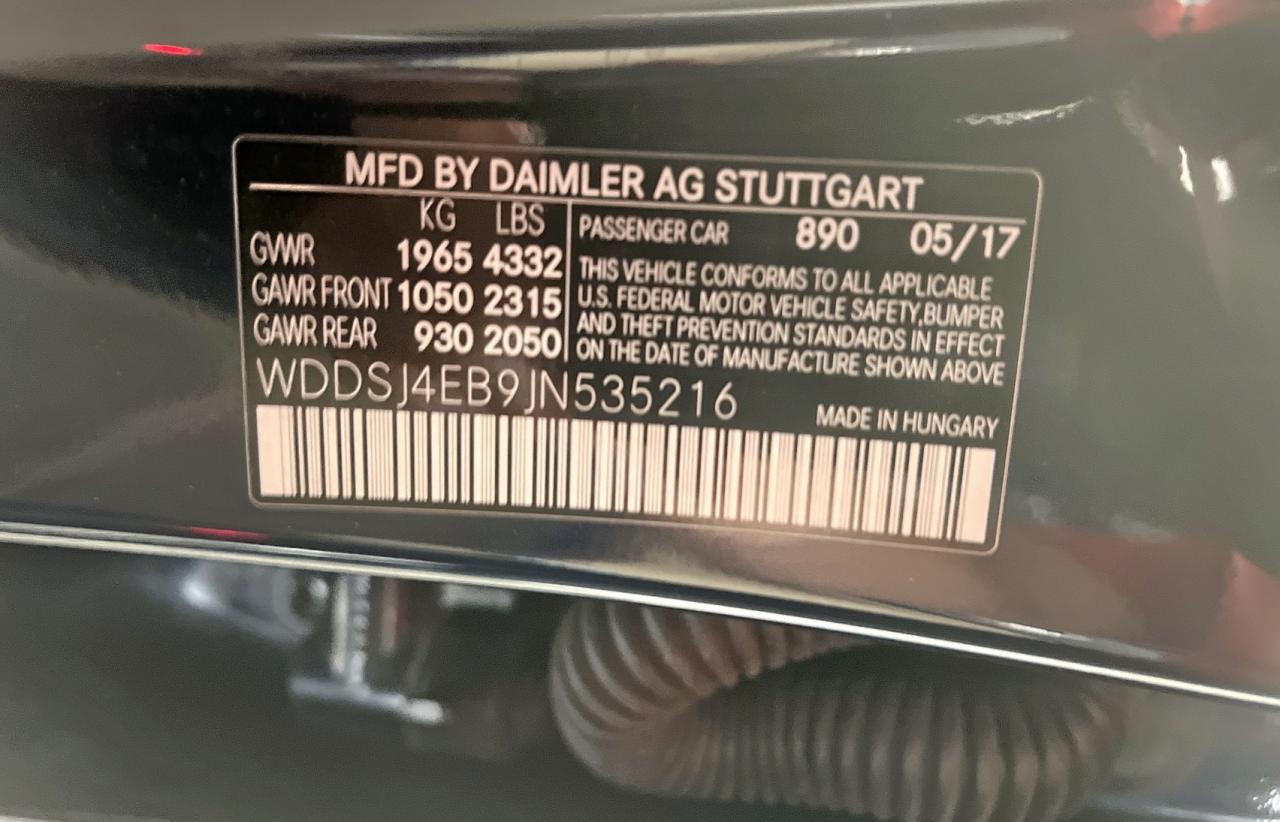 MFD BY DAIMLER AG STUTTGART
KG LBS
GVWR 1965 4332
GAWR FRONT 1050 2315
GAWR REAR 930 2050
PASSENGER CAR 890 05/17
THIS VEHICLE CONFORMS TO ALL APPLICABLE
U.S. FEDERAL MOTOR VEHICLE SAFETY,BUMPER
AND THEFT PREVENTION STANDARDS IN EFFECT
ON THE DATE OF MANUFACTURE SHOWN ABOVE
WDDSJ4EB9JN535216
MADE IN HUNGARY